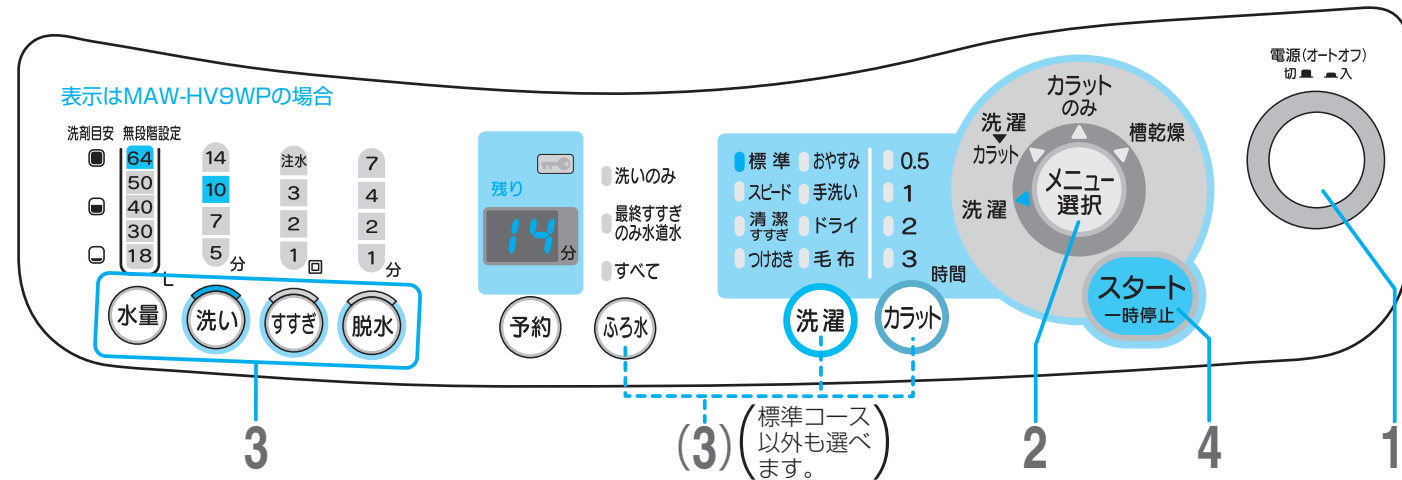 電源(オートオフ)
切 入
表示はMAW-HV9WPの場合
洗剤目安 無段階設定
64
50
40
30
18
L
14
10
7
5 分
注水
3
2
1 回
7
4
2
1 分
水量
洗い
すすぎ
脱水
残り
14 分
予約
洗いのみ
最終すすぎ
のみ水道水
すべて
ふろ水
標準 おやすみ 0.5
スピード 手洗い 1
清潔
すすぎ ドライ 2
つけおき 毛布 3 時間
洗濯
カラット
カラット
のみ
洗濯
カラット
槽乾燥
洗濯
メニュー
選択
スタート
一時停止
3
(3)
(標準コース
以外も選べ
ます。)
2
4
1